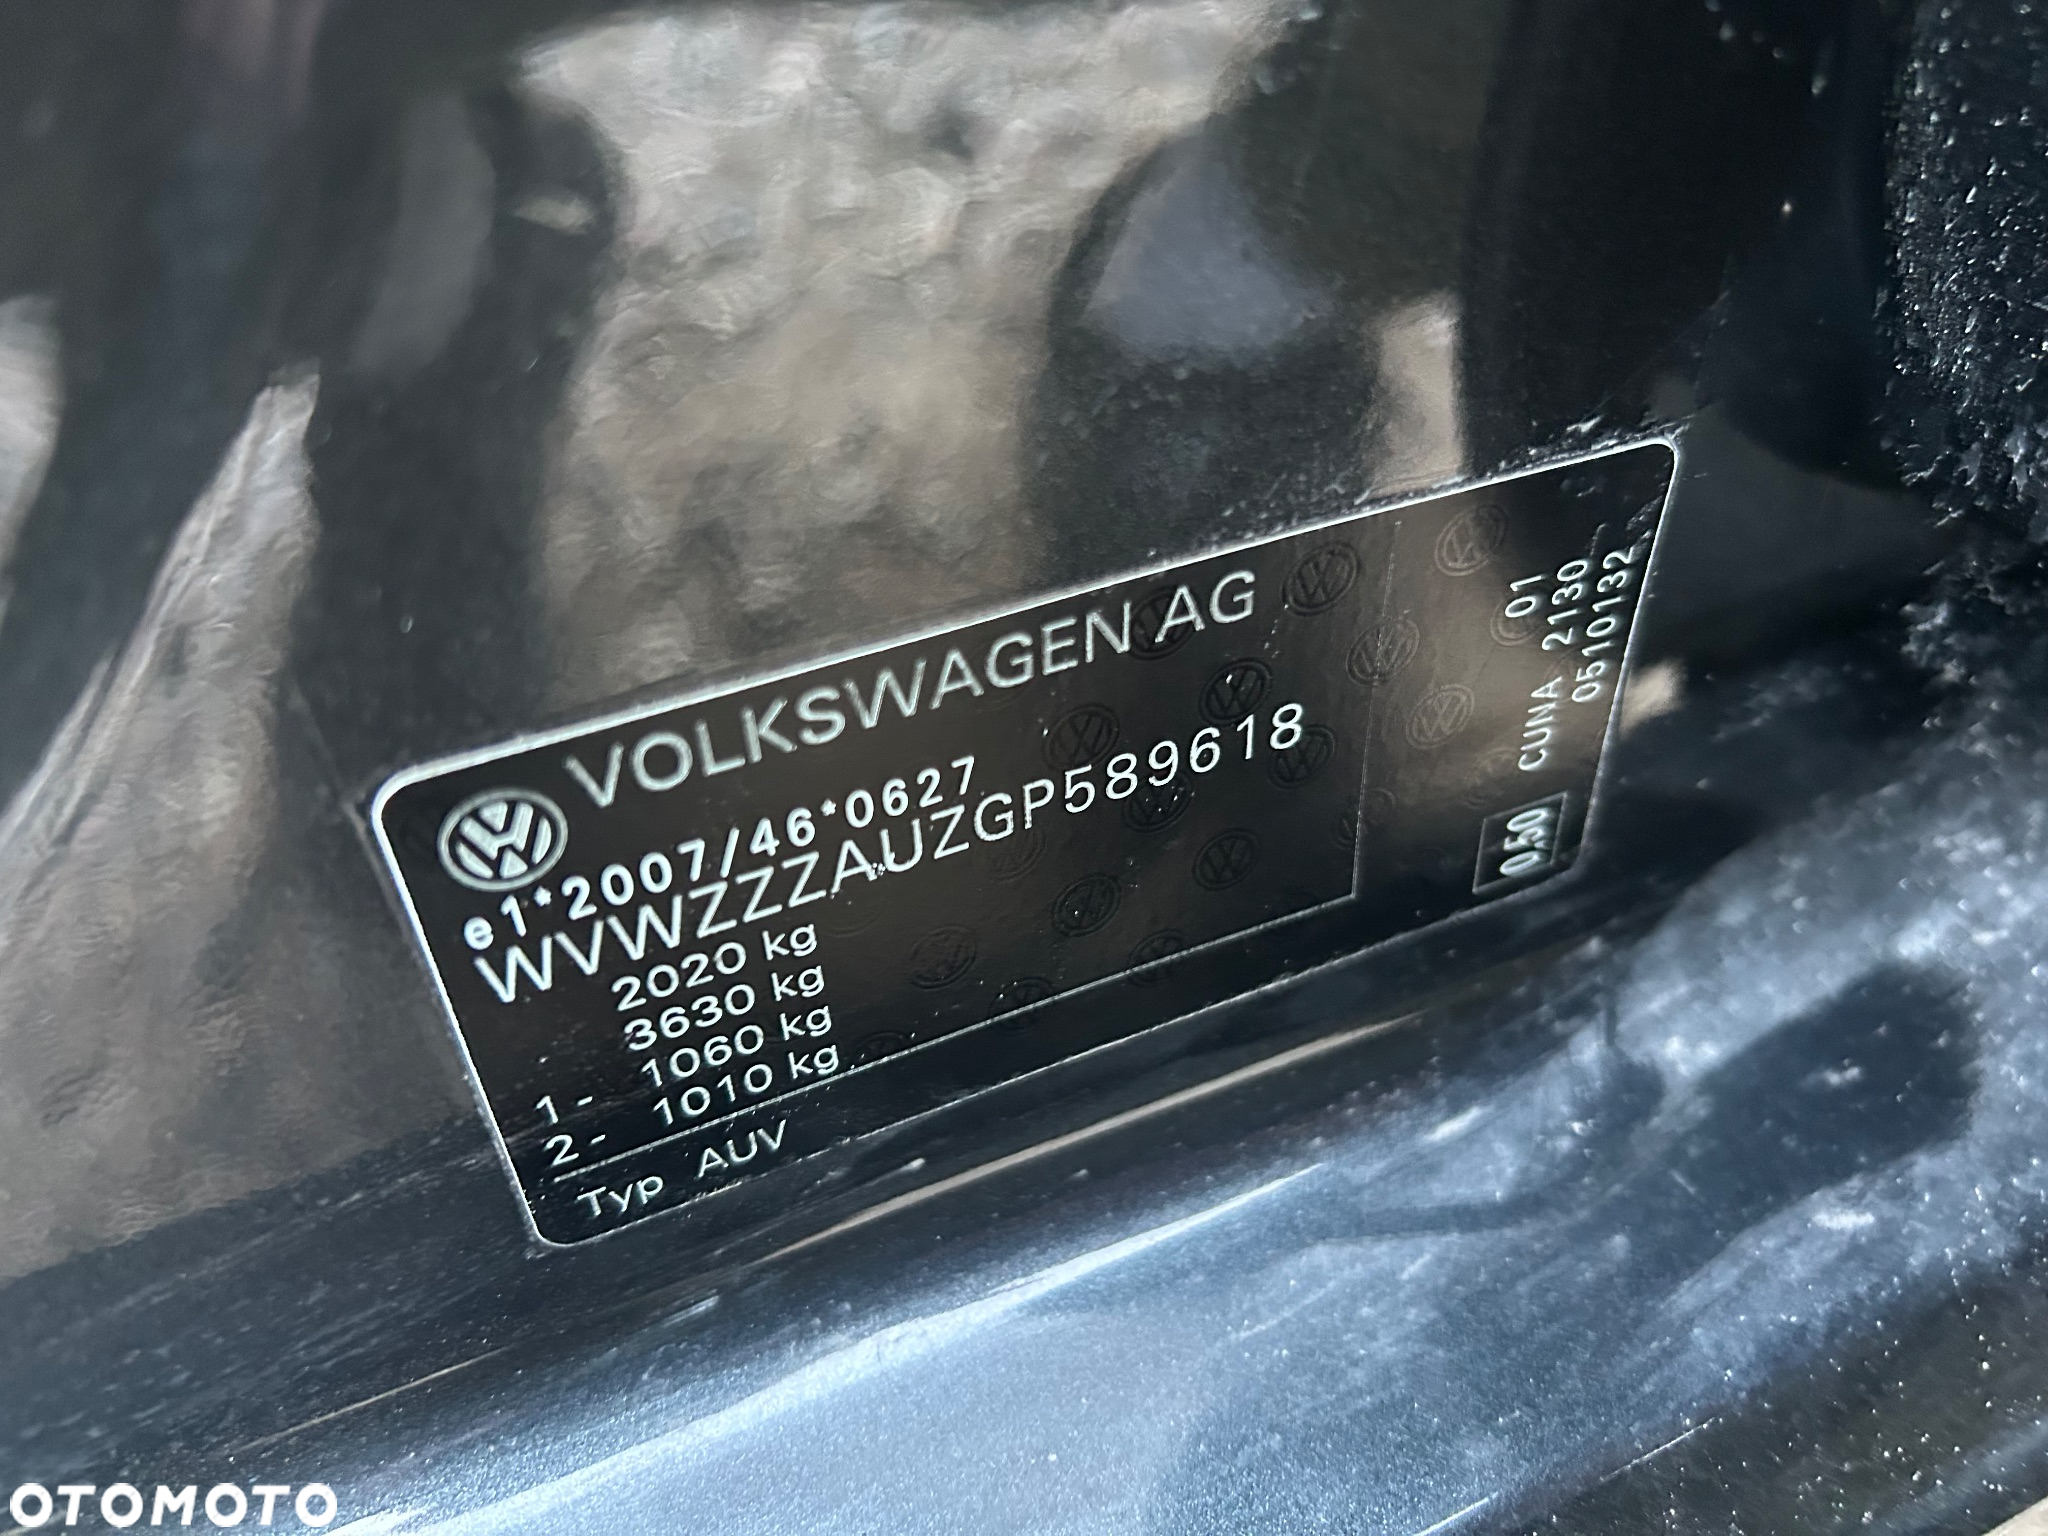 VOLKSWAGEN AG
e1*2007/46*0627
WVWZZZAUZGP589618
2020 kg
3630 kg
1 - 1060 kg
2 - 1010 kg
Typ AUV
01
CUNA 2130
0510132
0.50
OTOMOTO